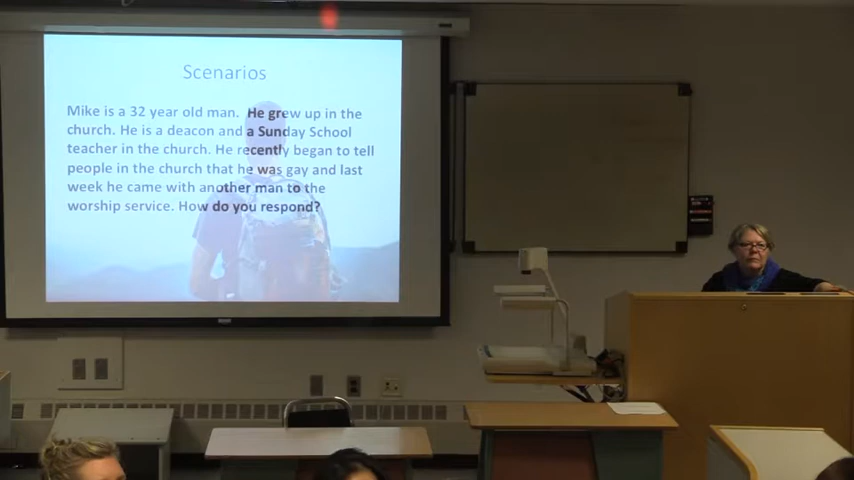 Scenarios
Mike is a 32 year old man. He grew up in the
church. He is a deacon and a Sunday School
teacher in the church. He recently began to tell
people in the church that he was gay and last
week he came with another man to the
worship service. How do you respond?